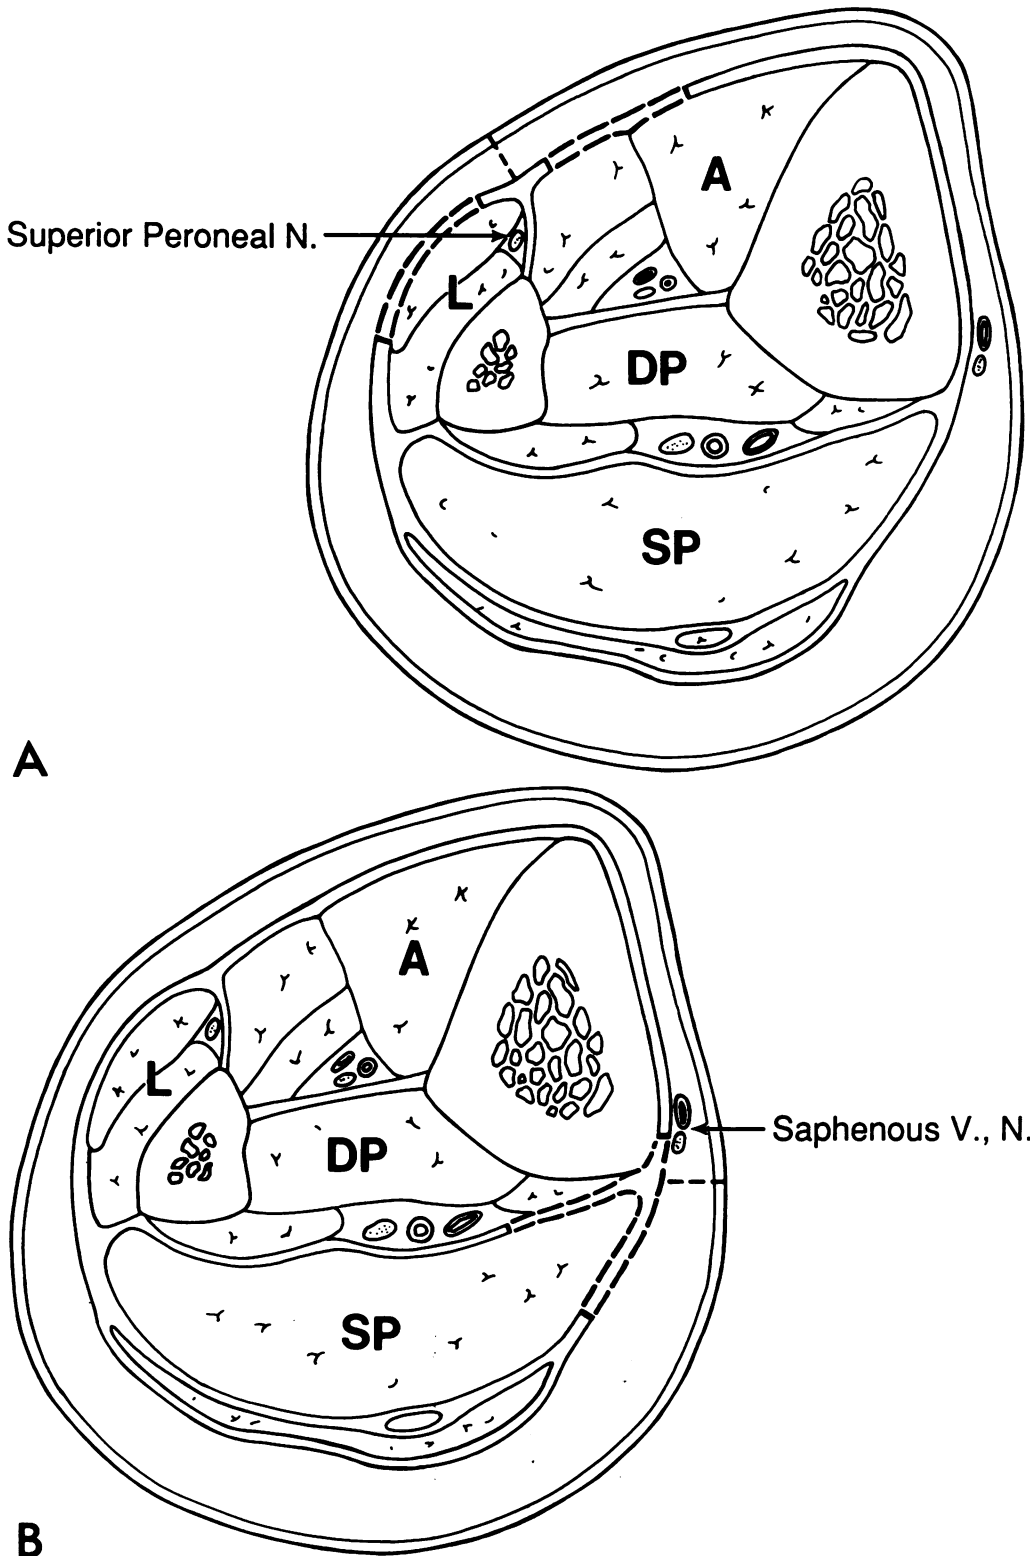 A
Superior Peroneal N.
L
DP
SP
A
A
L
Saphenous V., N.
DP
SP
B